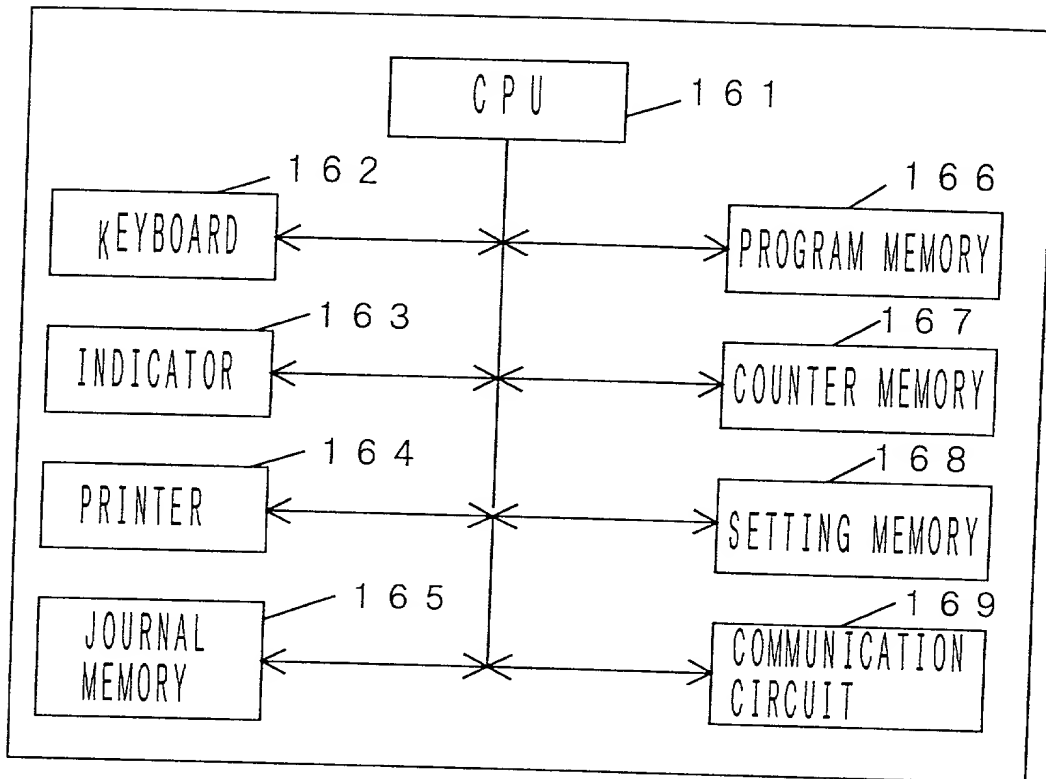 CPU
161
162
KEYBOARD
166
PROGRAM MEMORY
163
INDICATOR
167
COUNTER MEMORY
164
PRINTER
168
SETTING MEMORY
165
JOURNAL
MEMORY
169
COMMUNICATION
CIRCUIT